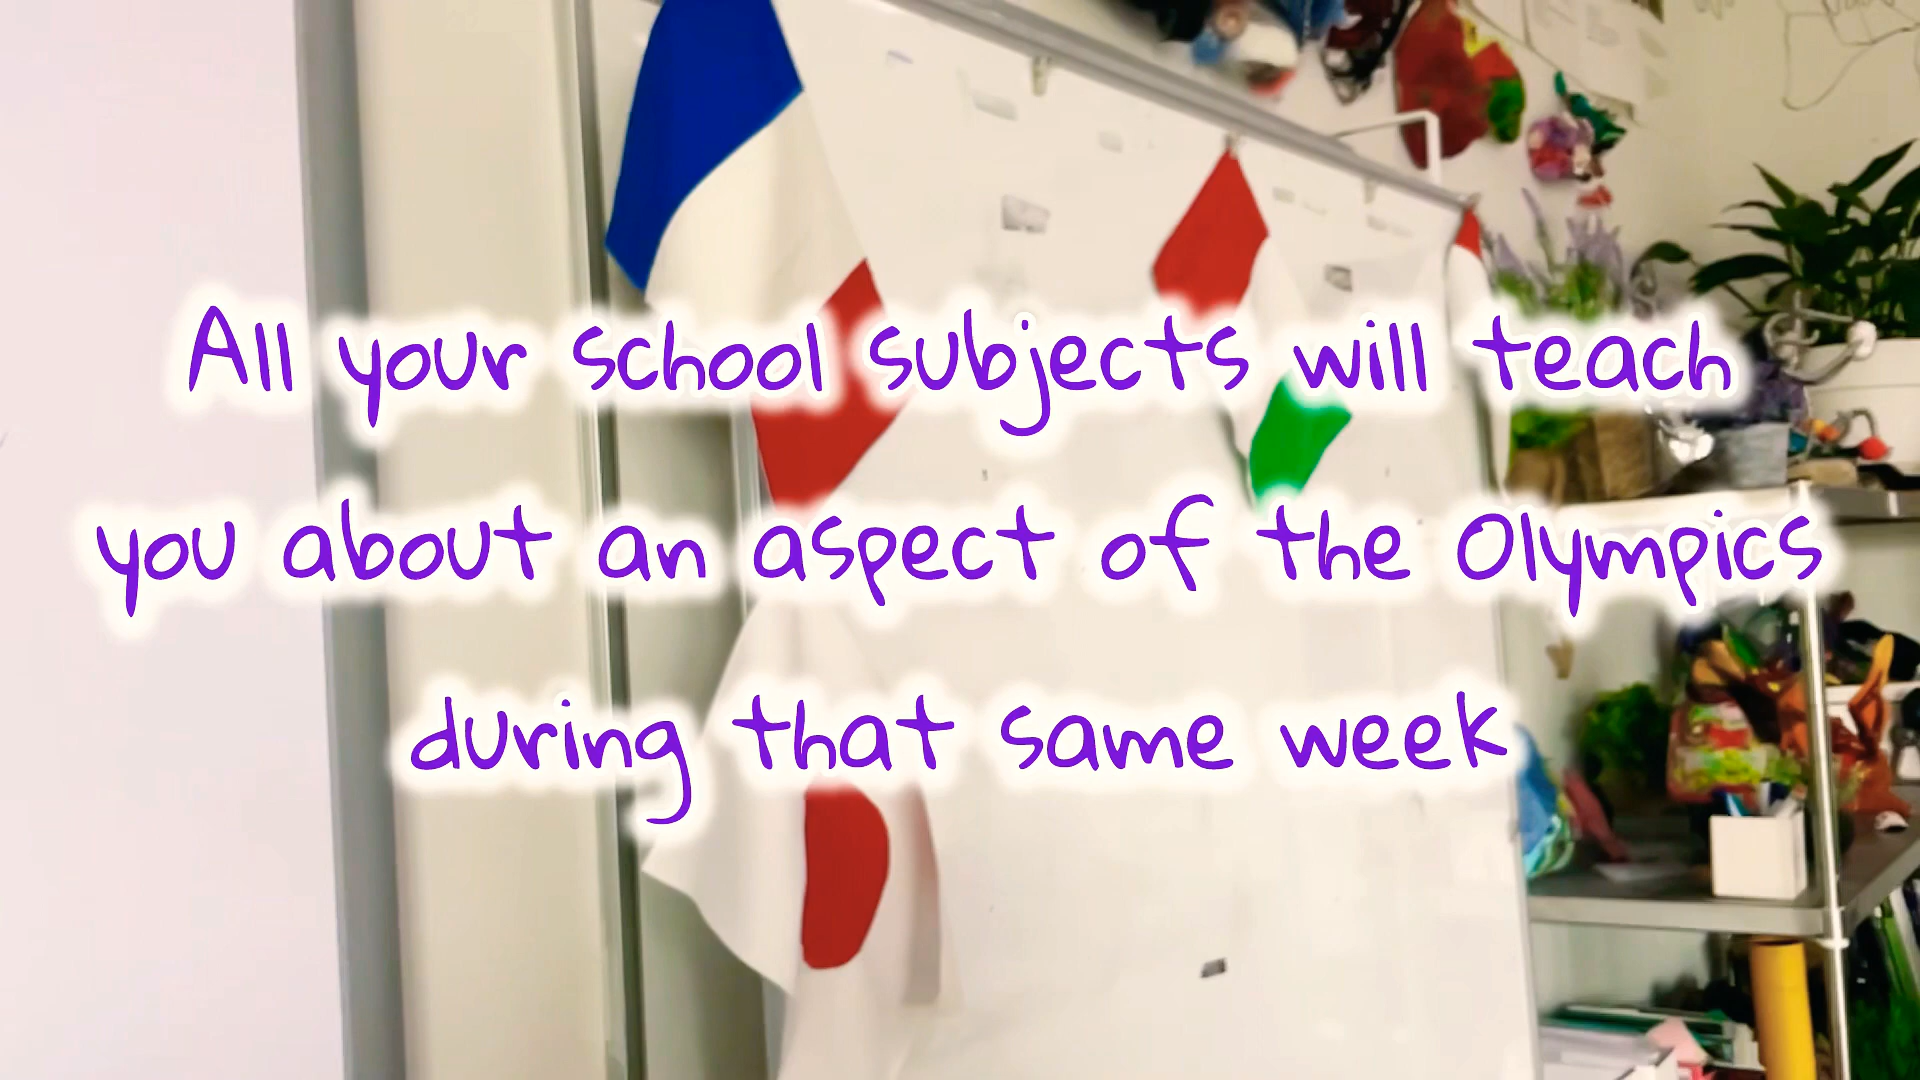 All your school subjects will teach
you about an aspect of the Olympics
during that same week